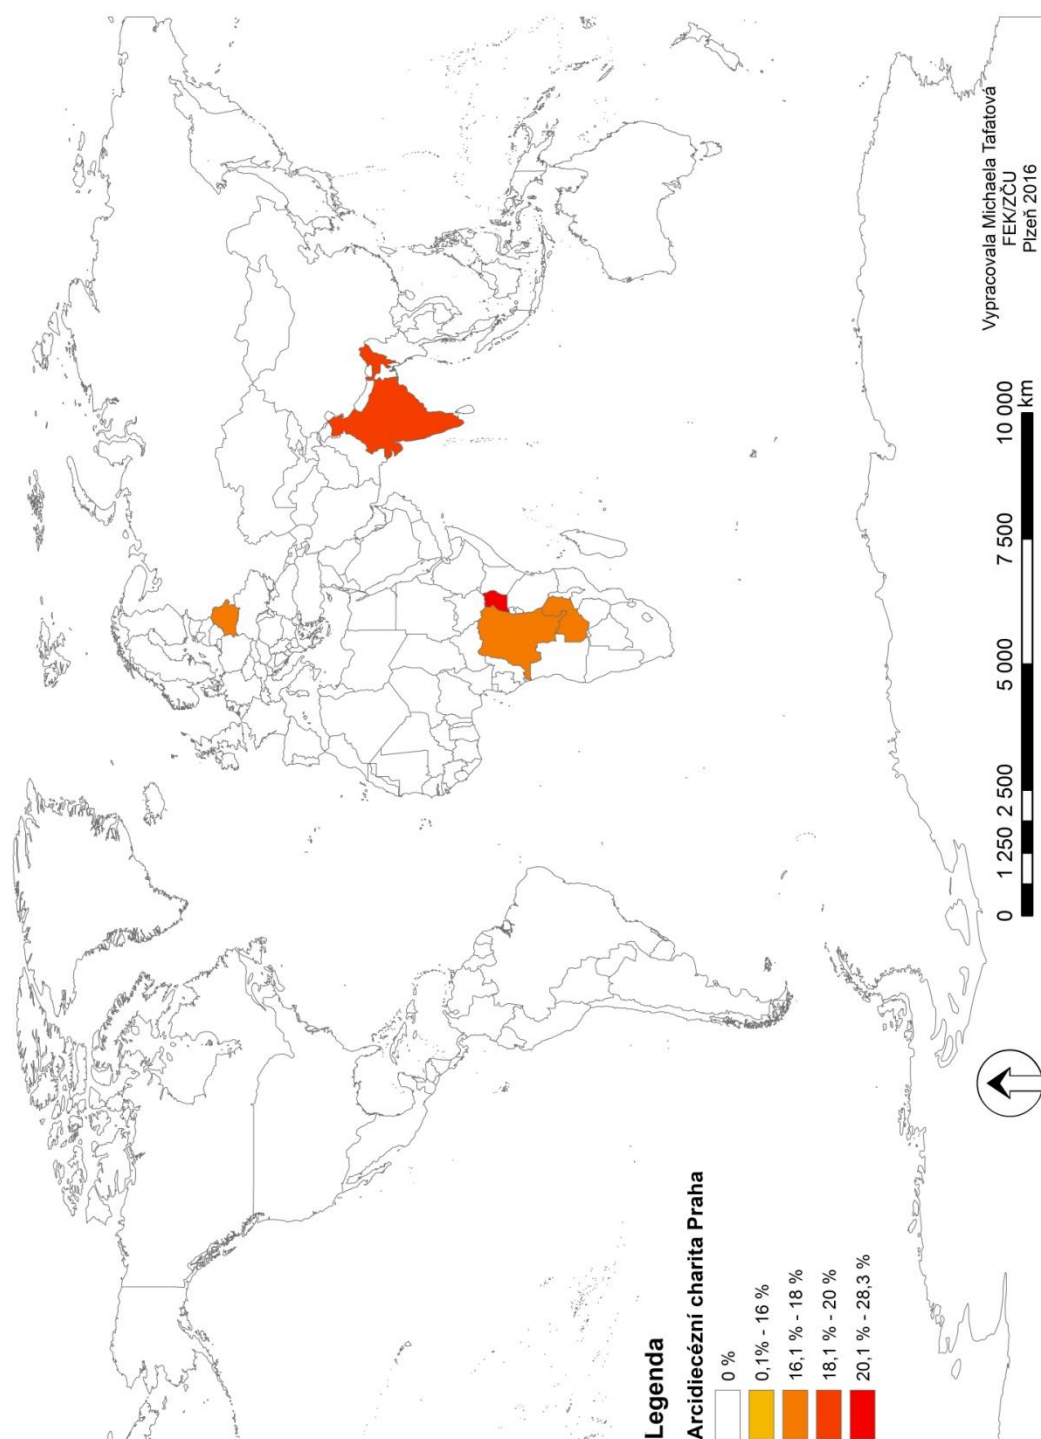 Legenda
Arcidiecézní charita Praha
0 %
0,1% - 16 %
16,1 % - 18 %
18,1 % - 20 %
20,1 % - 28,3 %
0 1 250 2 500 5 000 7 500 10 000
km
Vypracovala Michaela Tafatová
FEK/ZČU
Plzeň 2016